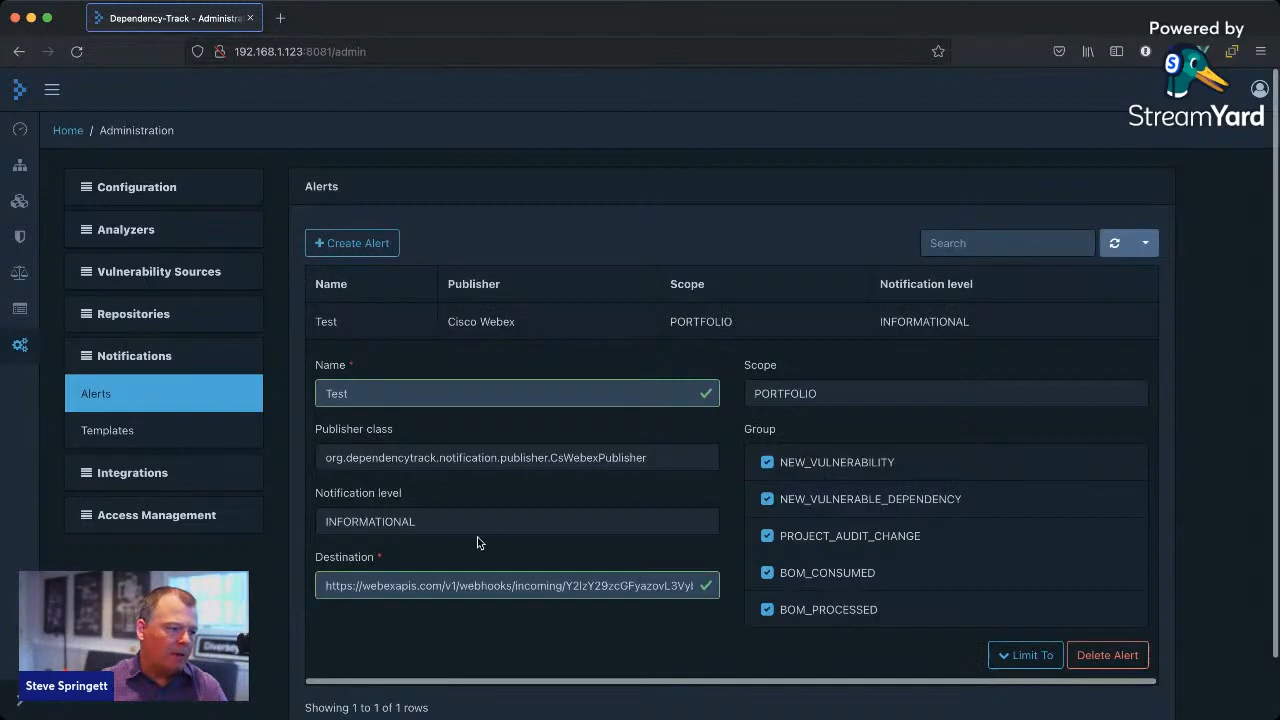 Dependency-Track - Administra
192.168.1.123:8081/admin
Powered by
StreamYard
Home / Administration
Configuration
Analyzers
Vulnerability Sources
Repositories
Notifications
Alerts
Templates
Integrations
Access Management
Alerts
Create Alert
Search
Name Publisher Scope Notification level
Test Cisco Webex PORTFOLIO INFORMATIONAL
Name *
Test
Publisher class
org.dependencytrack.notification.publisher.CsWebexPublisher
Notification level
INFORMATIONAL
Destination *
https://webexapis.com/v1/webhooks/incoming/Y2lzY29zcGFyazovL3Vyl
Scope
PORTFOLIO
Group
NEW_VULNERABILITY
NEW_VULNERABLE_DEPENDENCY
PROJECT_AUDIT_CHANGE
BOM_CONSUMED
BOM_PROCESSED
Limit To
Delete Alert
Showing 1 to 1 of 1 rows
Steve Springett